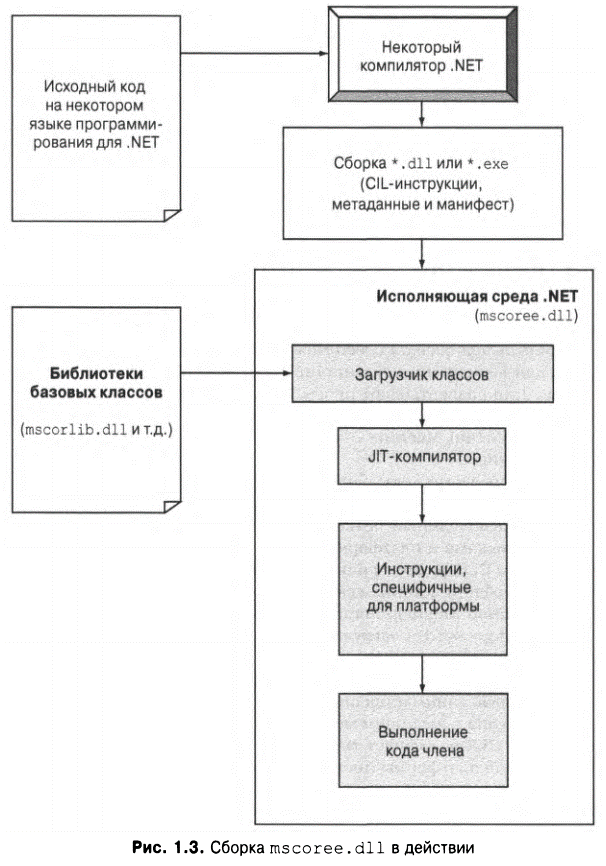 Исходный код
на некотором
языке программи-
рования для .NET
Некоторый
компилятор .NET
Сборка *.dll или *.exe
(CIL-инструкции,
метаданные и манифест)
Исполняющая среда .NET
(mscoree.dll)
Библиотеки
базовых классов
(mscorlib.dll и т.д.)
Загрузчик классов
JIT-компилятор
Инструкции,
специфичные
для платформы
Выполнение
кода члена
Рис. 1.3. Сборка mscoree.dll в действии